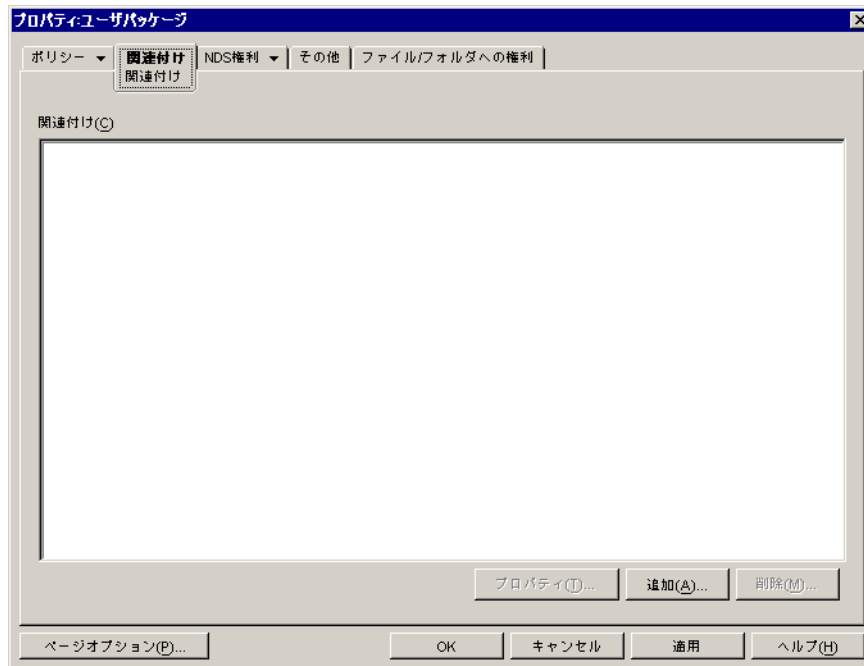 プロパティ:ユーザパッケージ
ポリシー 関連付け NDS権利 その他 ファイル/フォルダへの権利
関連付け
関連付け(C)
プロパティ(T)... 追加(A)... 削除(M)...
ページオプション(P)... OK キャンセル 適用 ヘルプ(H)